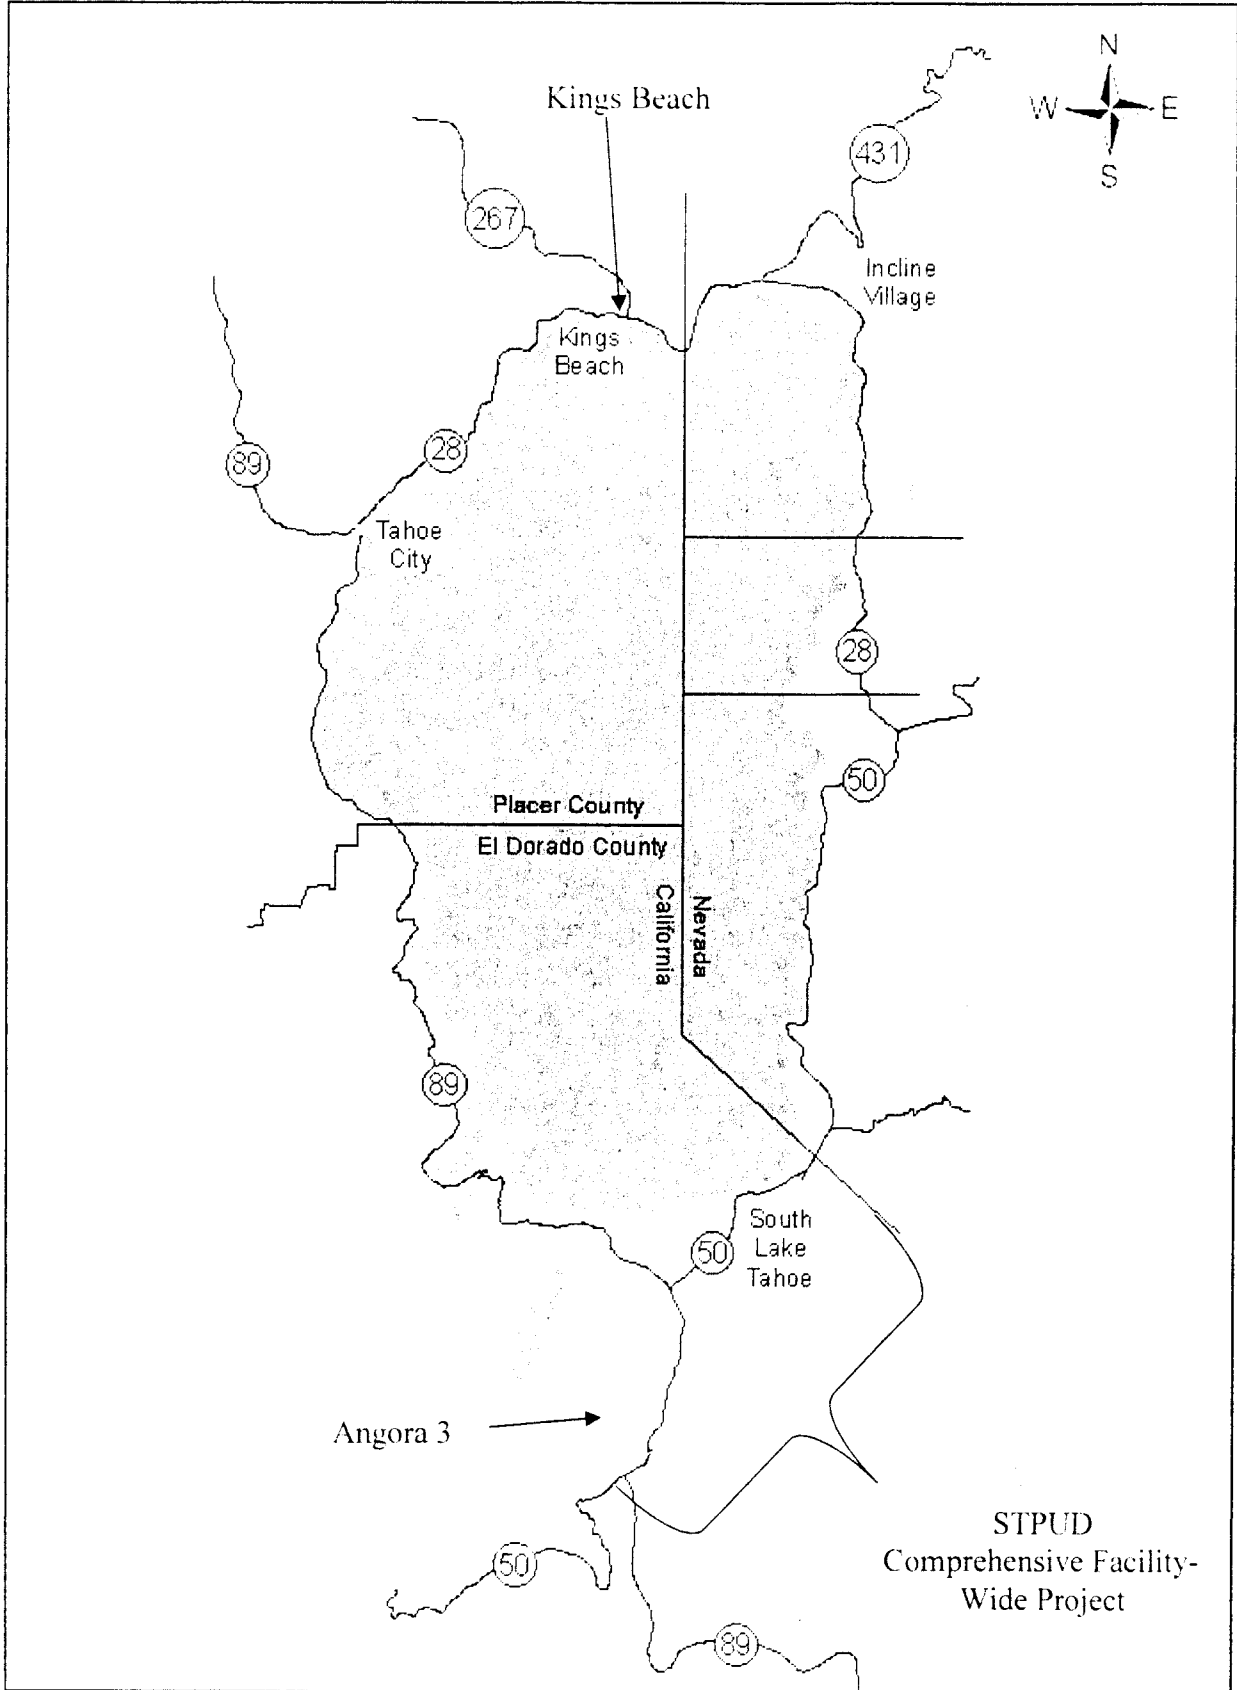 N
Kings Beach
W E
431
S
267
Incline
Village
Kings
Beach
28
89
Tahoe
City
28
50
Placer County
El Dorado County
California
Nevada
89
South
Lake
Tahoe
50
Angora 3
STPUD
Comprehensive Facility-
Wide Project
50
89